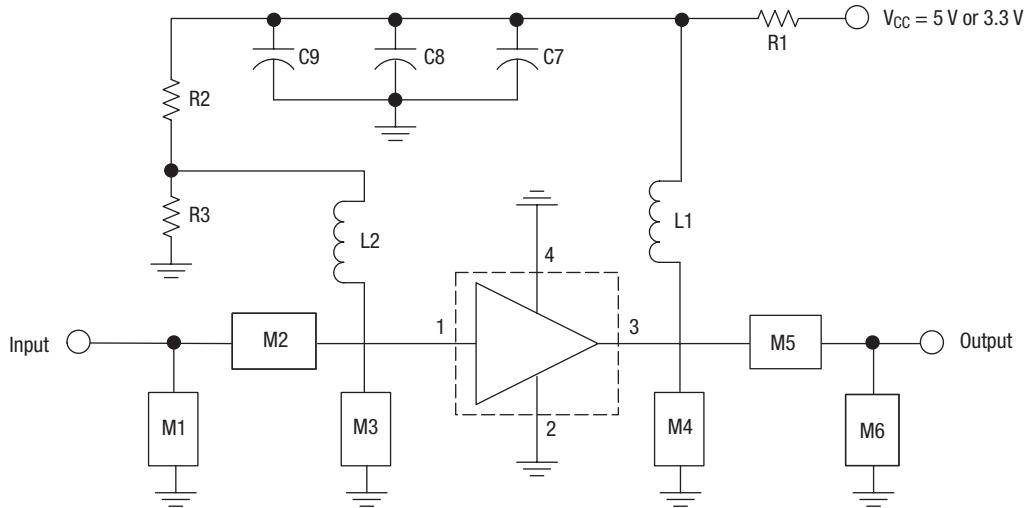 V_CC = 5 V or 3.3 V
R1
C9
C8
C7
R2
R3
L2
L1
4
Input
M2
1
3
M5
Output
M1
M3
2
M4
M6